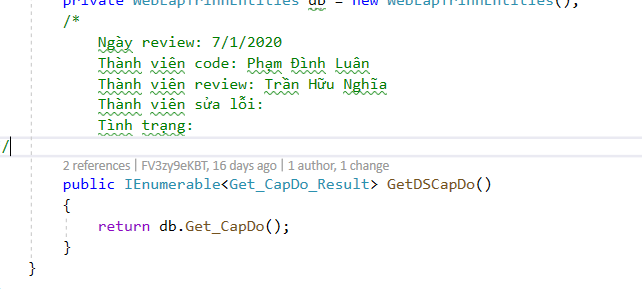 private WebLapTrinhEntities db = new WebLapTrinhEntities();
/*
Ngày review: 7/1/2020
Thành viên code: Phạm Đình Luân
Thành viên review: Trần Hữu Nghĩa
Thành viên sửa lỗi:
Tình trạng:
/
2 references | FV3zy9eKBT, 16 days ago | 1 author, 1 change
public IEnumerable<Get_CapDo_Result> GetDSCapDo()
{
return db.Get_CapDo();
}
}